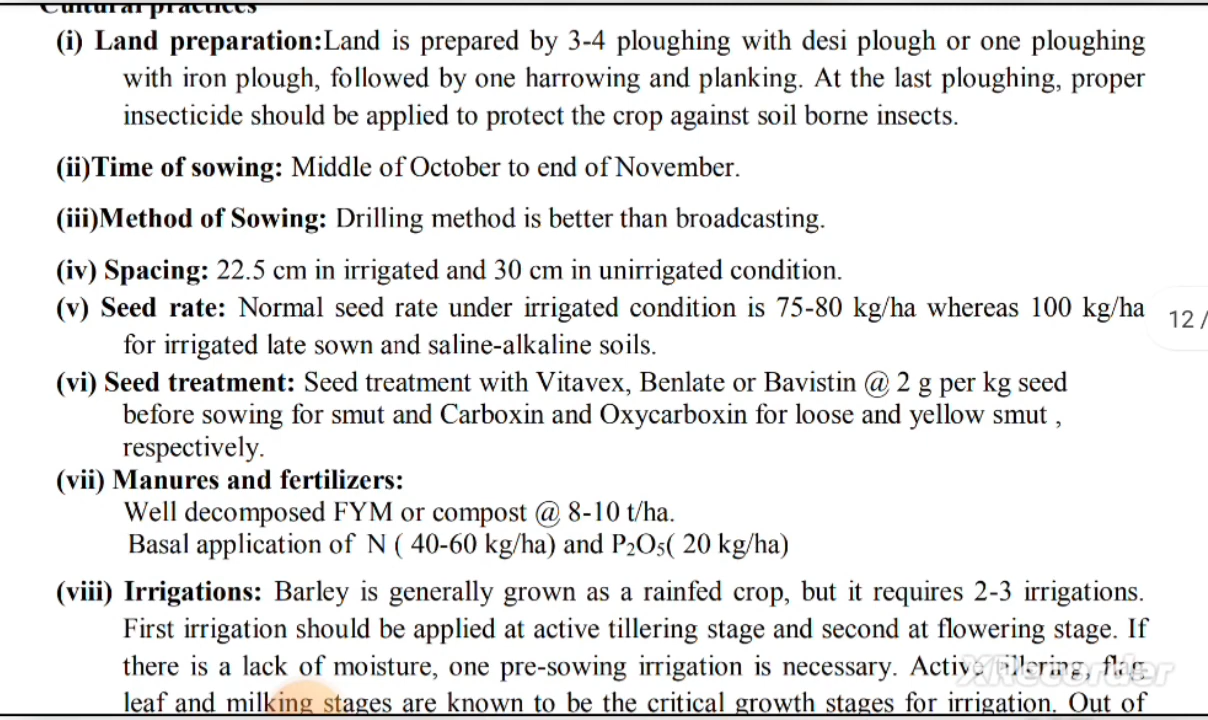 Cultural practices
(i) Land preparation:Land is prepared by 3-4 ploughing with desi plough or one ploughing
with iron plough, followed by one harrowing and planking. At the last ploughing, proper
insecticide should be applied to protect the crop against soil borne insects.
(ii)Time of sowing: Middle of October to end of November.
(iii)Method of Sowing: Drilling method is better than broadcasting.
(iv) Spacing: 22.5 cm in irrigated and 30 cm in unirrigated condition.
(v) Seed rate: Normal seed rate under irrigated condition is 75-80 kg/ha whereas 100 kg/ha
12 /
for irrigated late sown and saline-alkaline soils.
(vi) Seed treatment: Seed treatment with Vitavex, Benlate or Bavistin @ 2 g per kg seed
before sowing for smut and Carboxin and Oxycarboxin for loose and yellow smut ,
respectively.
(vii) Manures and fertilizers:
Well decomposed FYM or compost @ 8-10 t/ha.
Basal application of N ( 40-60 kg/ha) and P₂O₅( 20 kg/ha)
(viii) Irrigations: Barley is generally grown as a rainfed crop, but it requires 2-3 irrigations.
First irrigation should be applied at active tillering stage and second at flowering stage. If
there is a lack of moisture, one pre-sowing irrigation is necessary. Active tillering, flag
XRecorder
leaf and milking stages are known to be the critical growth stages for irrigation. Out of